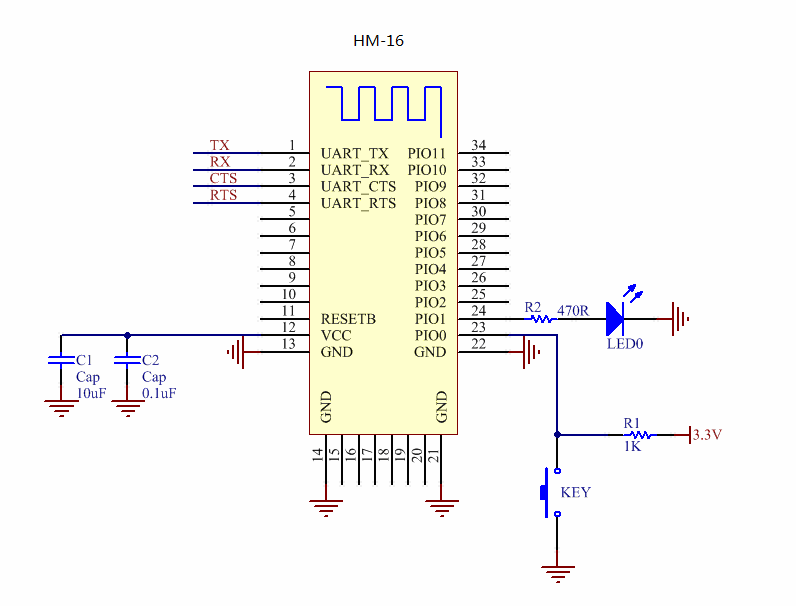 HM-16
TX 1 UART_TX PIO11 34
RX 2 UART_RX PIO10 33
CTS 3 UART_CTS PIO9 32
RTS 4 UART_RTS PIO8 31
5 PIO7 30
6 PIO6 29
7 PIO5 28
8 PIO4 27
9 PIO3 26
10 PIO2 25
11 RESETB PIO1 24 R2 470R
12 VCC PIO0 23
13 GND GND 22
LED0
C1 C2
Cap Cap
10uF 0.1uF
GND GND
R1
3.3V
1K
14 15 16 17 18 19 20 21
KEY